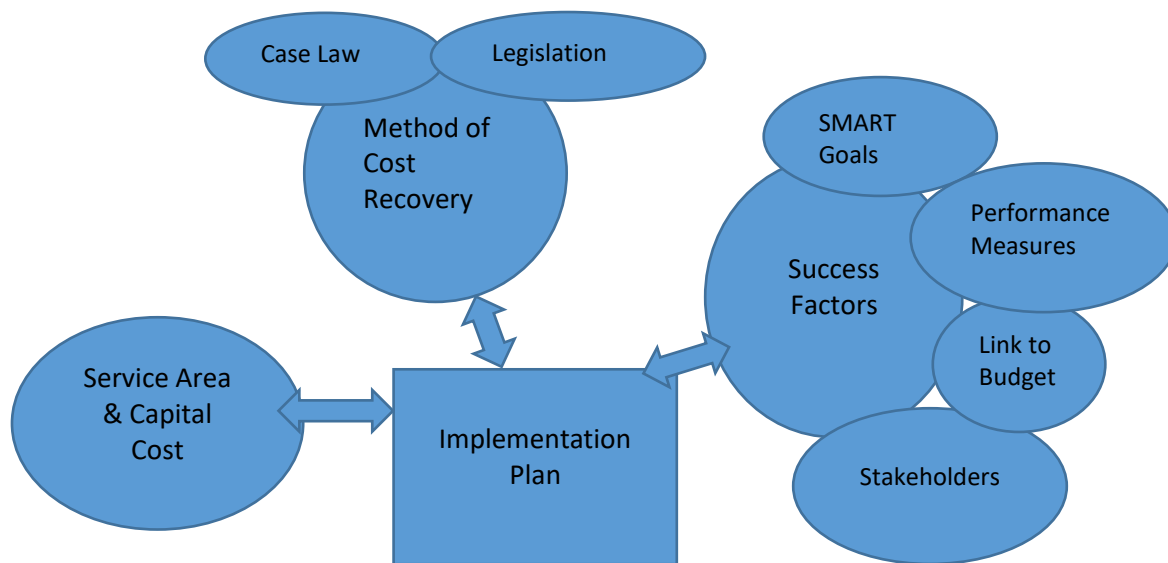 Case Law
Legislation
Method of
Cost
Recovery
SMART
Goals
Performance
Measures
Success
Factors
Link to
Budget
Service Area
& Capital
Cost
Implementation
Plan
Stakeholders